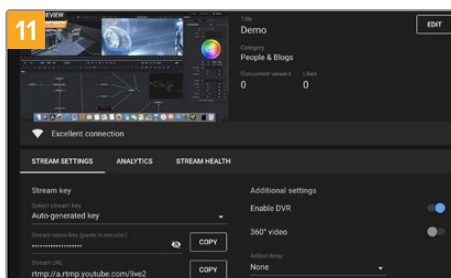 11
PREVIEW
Title
Demo
EDIT
Category
People & Blogs
Concurrent viewers Likes
0 0
Excellent connection
STREAM SETTINGS ANALYTICS STREAM HEALTH
Stream key
Additional settings
Select stream key
Auto-generated key
Enable DVR
Stream name/key (paste in encoder)
360° video
COPY
Stream URL
Added delay
rtmp://a.rtmp.youtube.com/live2
COPY
None